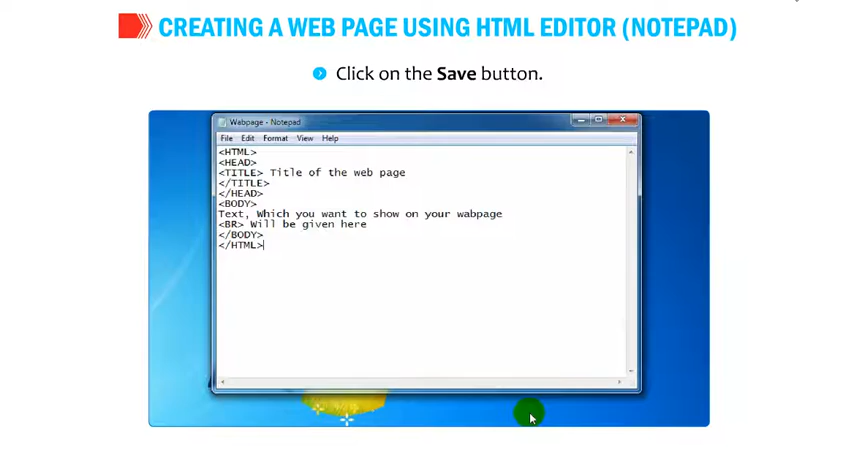 CREATING A WEB PAGE USING HTML EDITOR (NOTEPAD)
Click on the Save button.
Webpage - Notepad
File Edit Format View Help
<HTML>
<HEAD>
<TITLE> Title of the web page
</TITLE>
</HEAD>
<BODY>
Text, Which you want to show on your wabpage
<BR> Will be given here
</BODY>
</HTML>